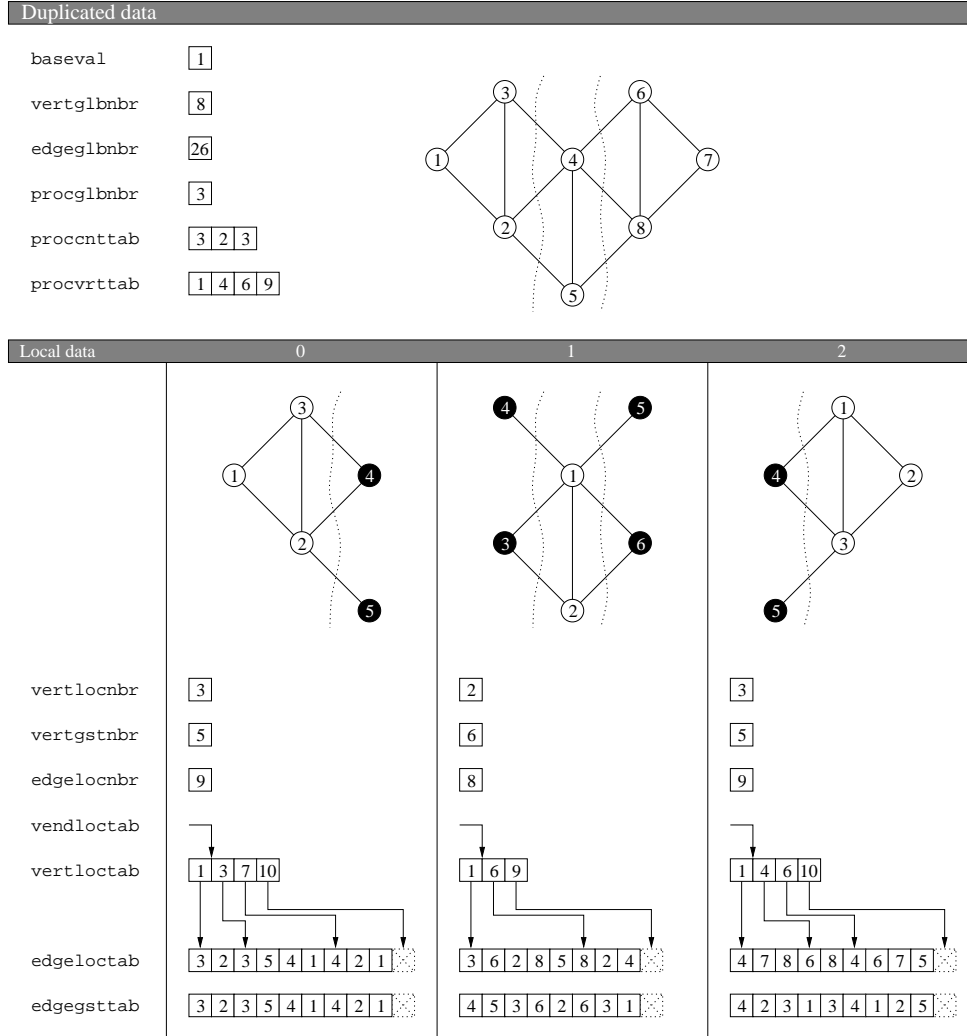 Duplicated data
baseval 1
vertglbnbr 8
edgeglbnbr 26
procglbnbr 3
proccnttab 3 2 3
procvrttab 1 4 6 9
3 6
1 4 7
2 8
5
Local data 0 1 2
3 4 5 1
1 4 1 4 2
2 3 6 3
5 2 5
vertlocnbr 3 2 3
vertgstnbr 5 6 5
edgelocnbr 9 8 9
vendloctab
vertloctab 1 3 7 10 1 6 9 1 4 6 10
edgeloctab 3 2 3 5 4 1 4 2 1 3 6 2 8 5 8 2 4 4 7 8 6 8 4 6 7 5
edgegsttab 3 2 3 5 4 1 4 2 1 4 5 3 6 2 6 3 1 4 2 3 1 3 4 1 2 5